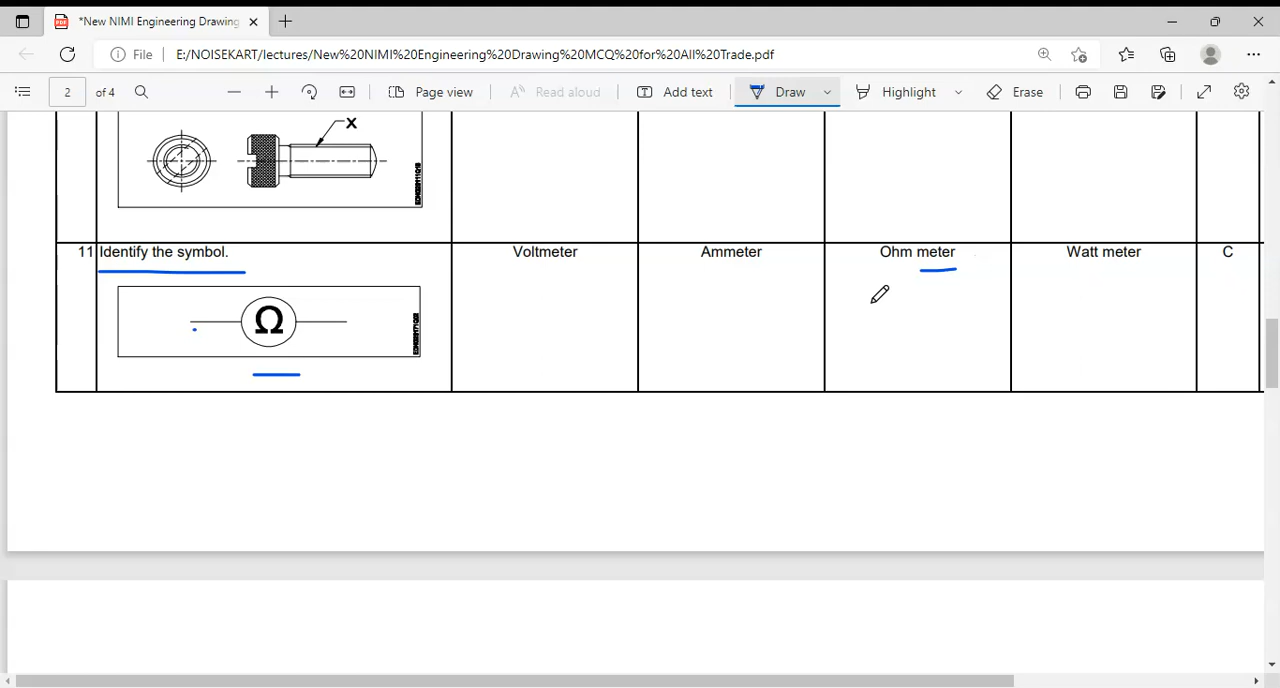 *New NIMI Engineering Drawing
File
E:/NOISEKART/lectures/New%20NIMI%20Engineering%20Drawing%20MCQ%20for%20All%20Trade.pdf
2 of 4
Page view
Read aloud
Add text
Draw
Highlight
Erase
X
11 Identify the symbol. Voltmeter Ammeter Ohm meter Watt meter C
Ω